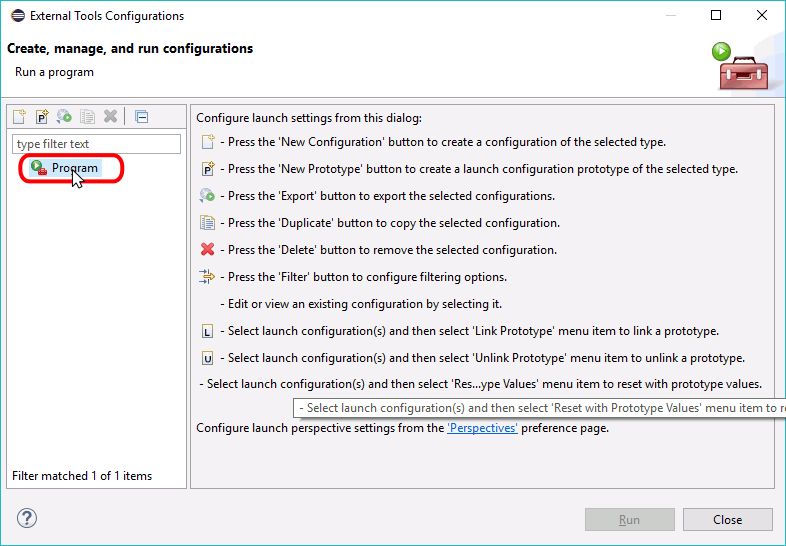 External Tools Configurations
Create, manage, and run configurations
Run a program
type filter text
Program
Filter matched 1 of 1 items
Configure launch settings from this dialog:
- Press the 'New Configuration' button to create a configuration of the selected type.
P - Press the 'New Prototype' button to create a launch configuration prototype of the selected type.
- Press the 'Export' button to export the selected configurations.
- Press the 'Duplicate' button to copy the selected configuration.
- Press the 'Delete' button to remove the selected configuration.
- Press the 'Filter' button to configure filtering options.
- Edit or view an existing configuration by selecting it.
L - Select launch configuration(s) and then select 'Link Prototype' menu item to link a prototype.
U - Select launch configuration(s) and then select 'Unlink Prototype' menu item to unlink a prototype.
- Select launch configuration(s) and then select 'Res...ype Values' menu item to reset with prototype values.
- Select launch configuration(s) and then select 'Reset with Prototype Values' menu item to r
Configure launch perspective settings from the 'Perspectives' preference page.
?
Run
Close